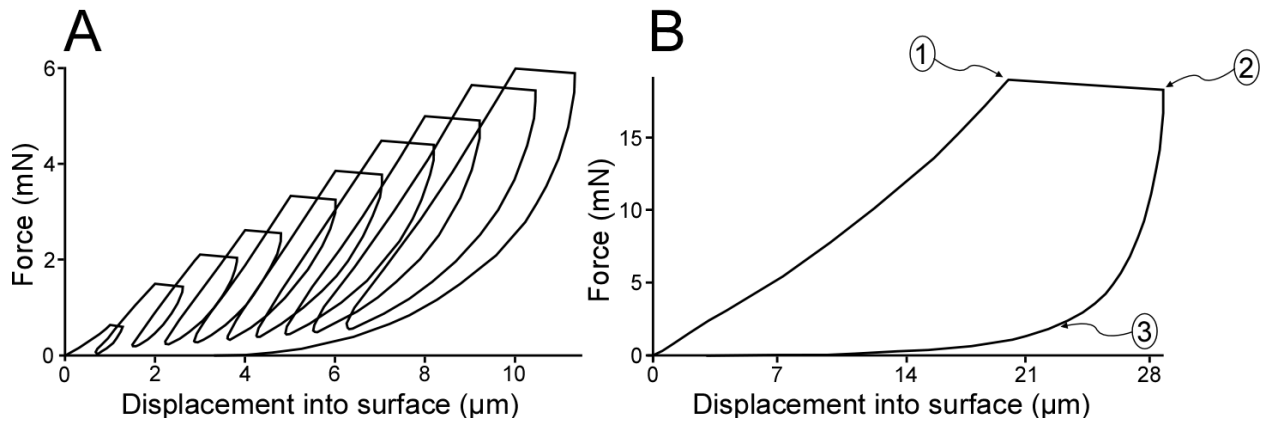 A
B
6
4
2
0
Force (mN)
0 2 4 6 8 10
Displacement into surface (µm)
1
2
3
15
10
5
0
Force (mN)
0 7 14 21 28
Displacement into surface (µm)